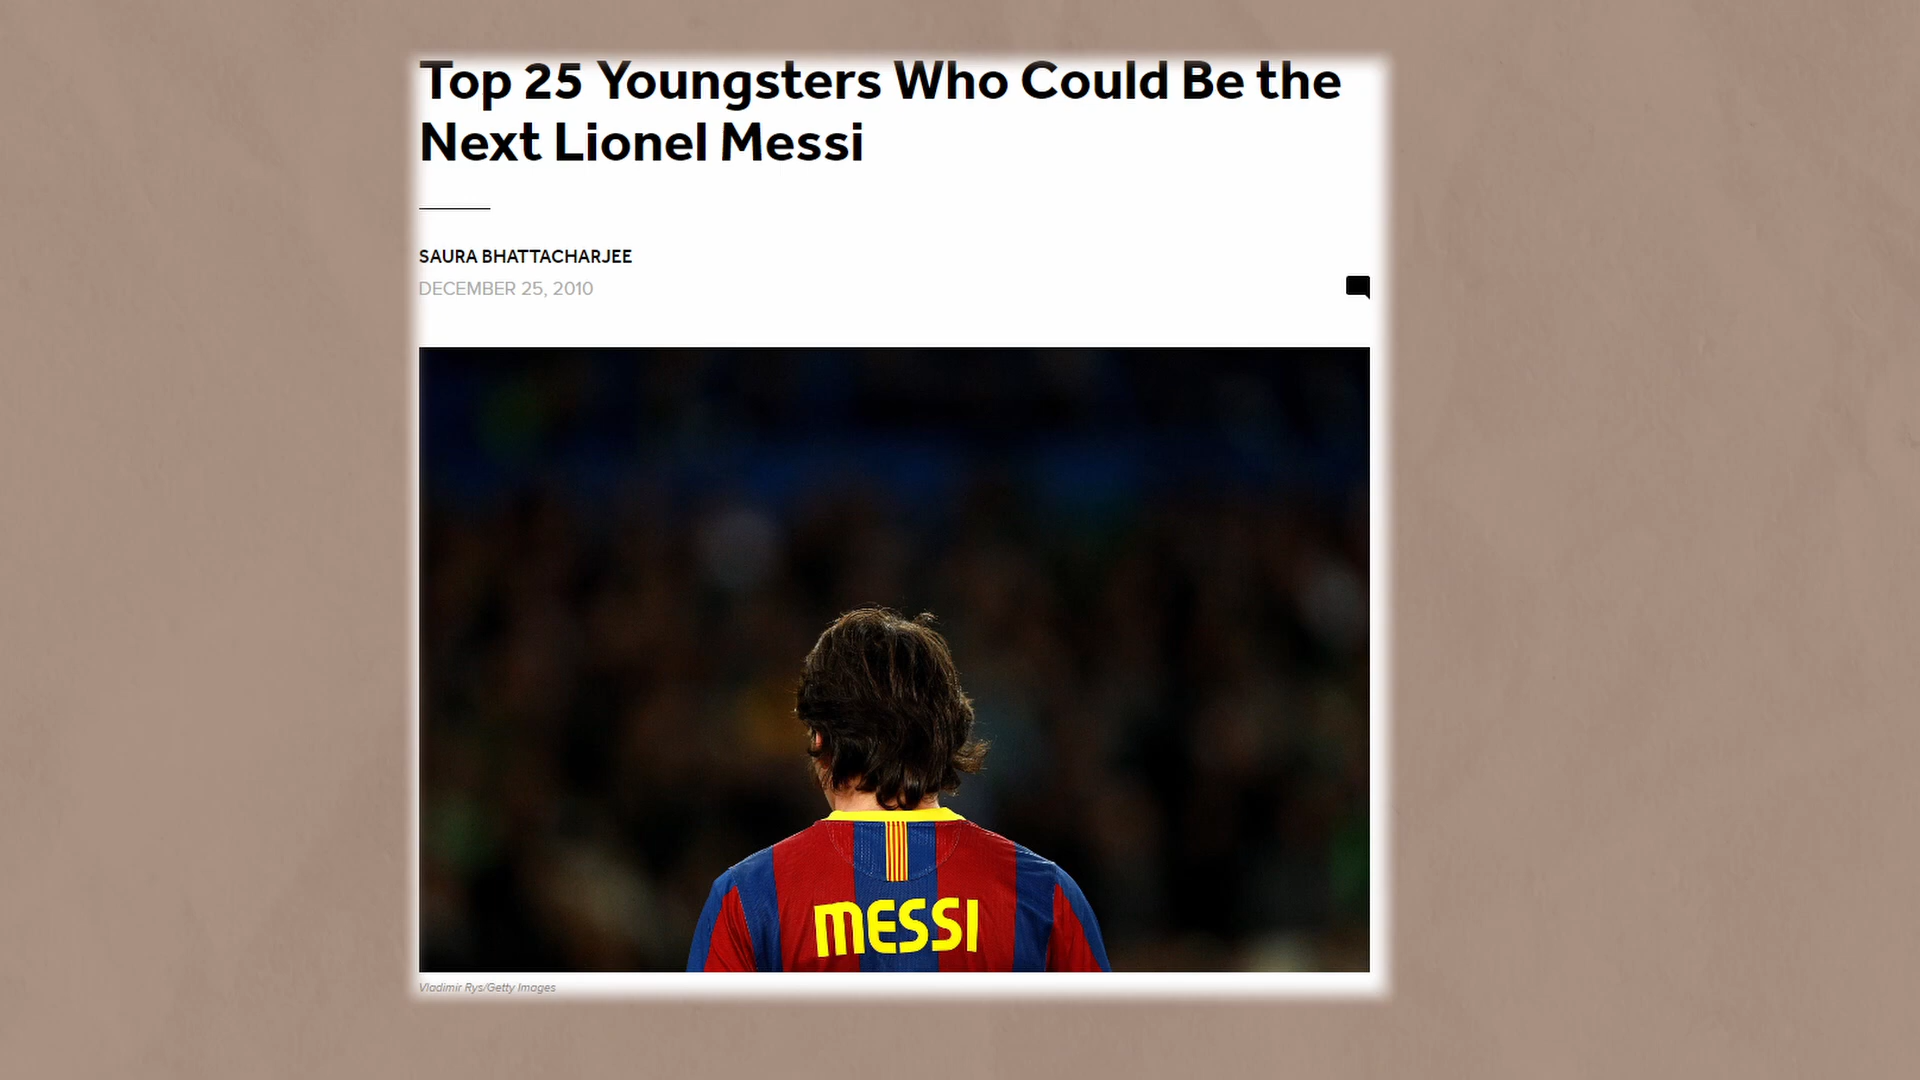 Top 25 Youngsters Who Could Be the
Next Lionel Messi
SAURA BHATTACHARJEE
DECEMBER 25, 2010
MESSI
Vladimir Rys/Getty Images